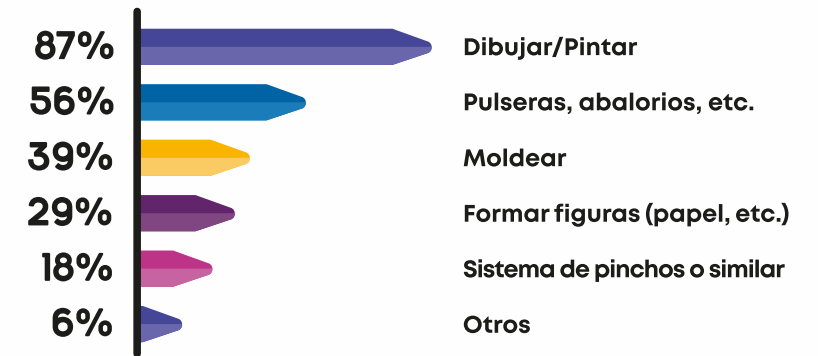 87% Dibujar/Pintar
56% Pulseras, abalorios, etc.
39% Moldear
29% Formar figuras (papel, etc.)
18% Sistema de pinchos o similar
6% Otros